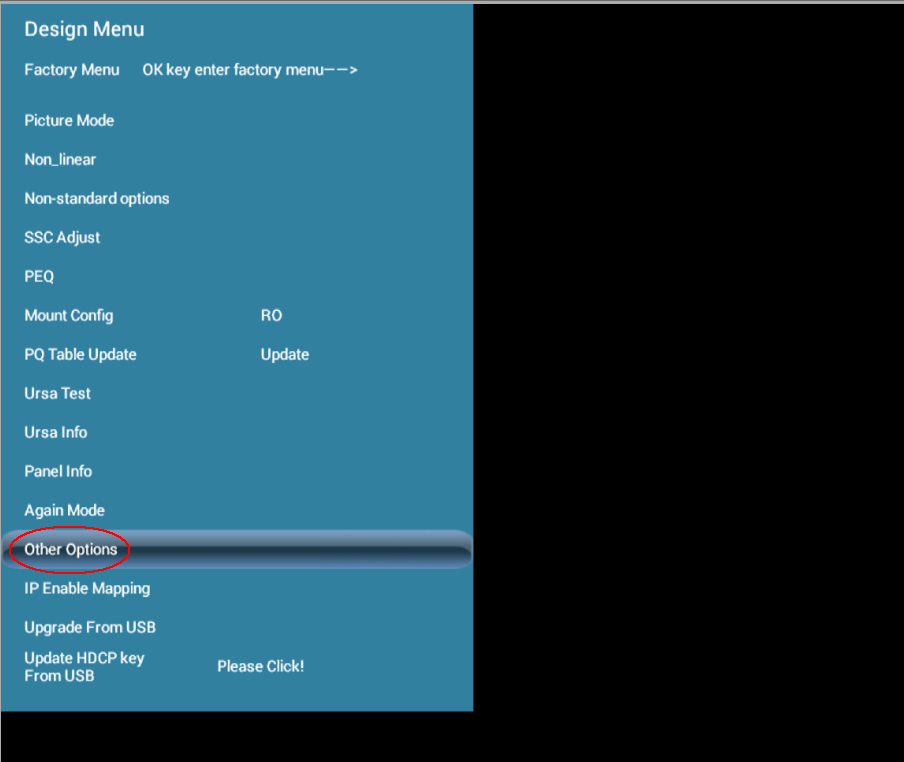 Design Menu
Factory Menu OK key enter factory menu——>
Picture Mode
Non_linear
Non-standard options
SSC Adjust
PEQ
Mount Config RO
PQ Table Update Update
Ursa Test
Ursa Info
Panel Info
Again Mode
Other Options
IP Enable Mapping
Upgrade From USB
Update HDCP key
From USB Please Click!